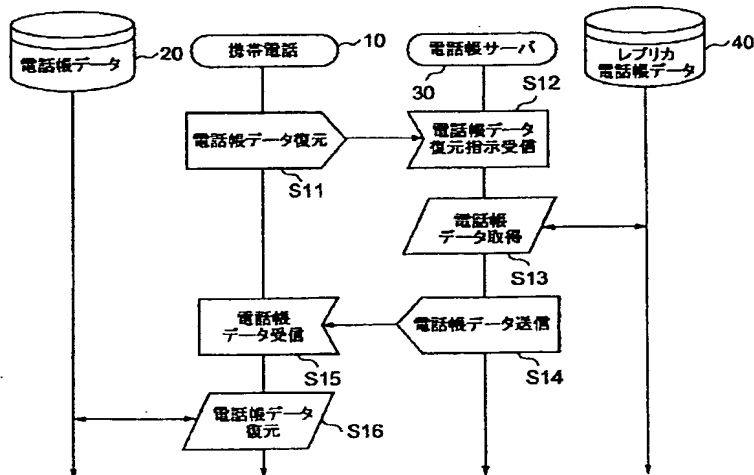 電話帳データ
20
携帯電話
10
電話帳サーバ
30
レプリカ
電話帳データ
40
電話帳データ復元
S11
S12
電話帳データ
復元指示受信
電話帳
データ取得
S13
電話帳データ送信
S14
電話帳
データ受信
S15
電話帳データ
復元
S16